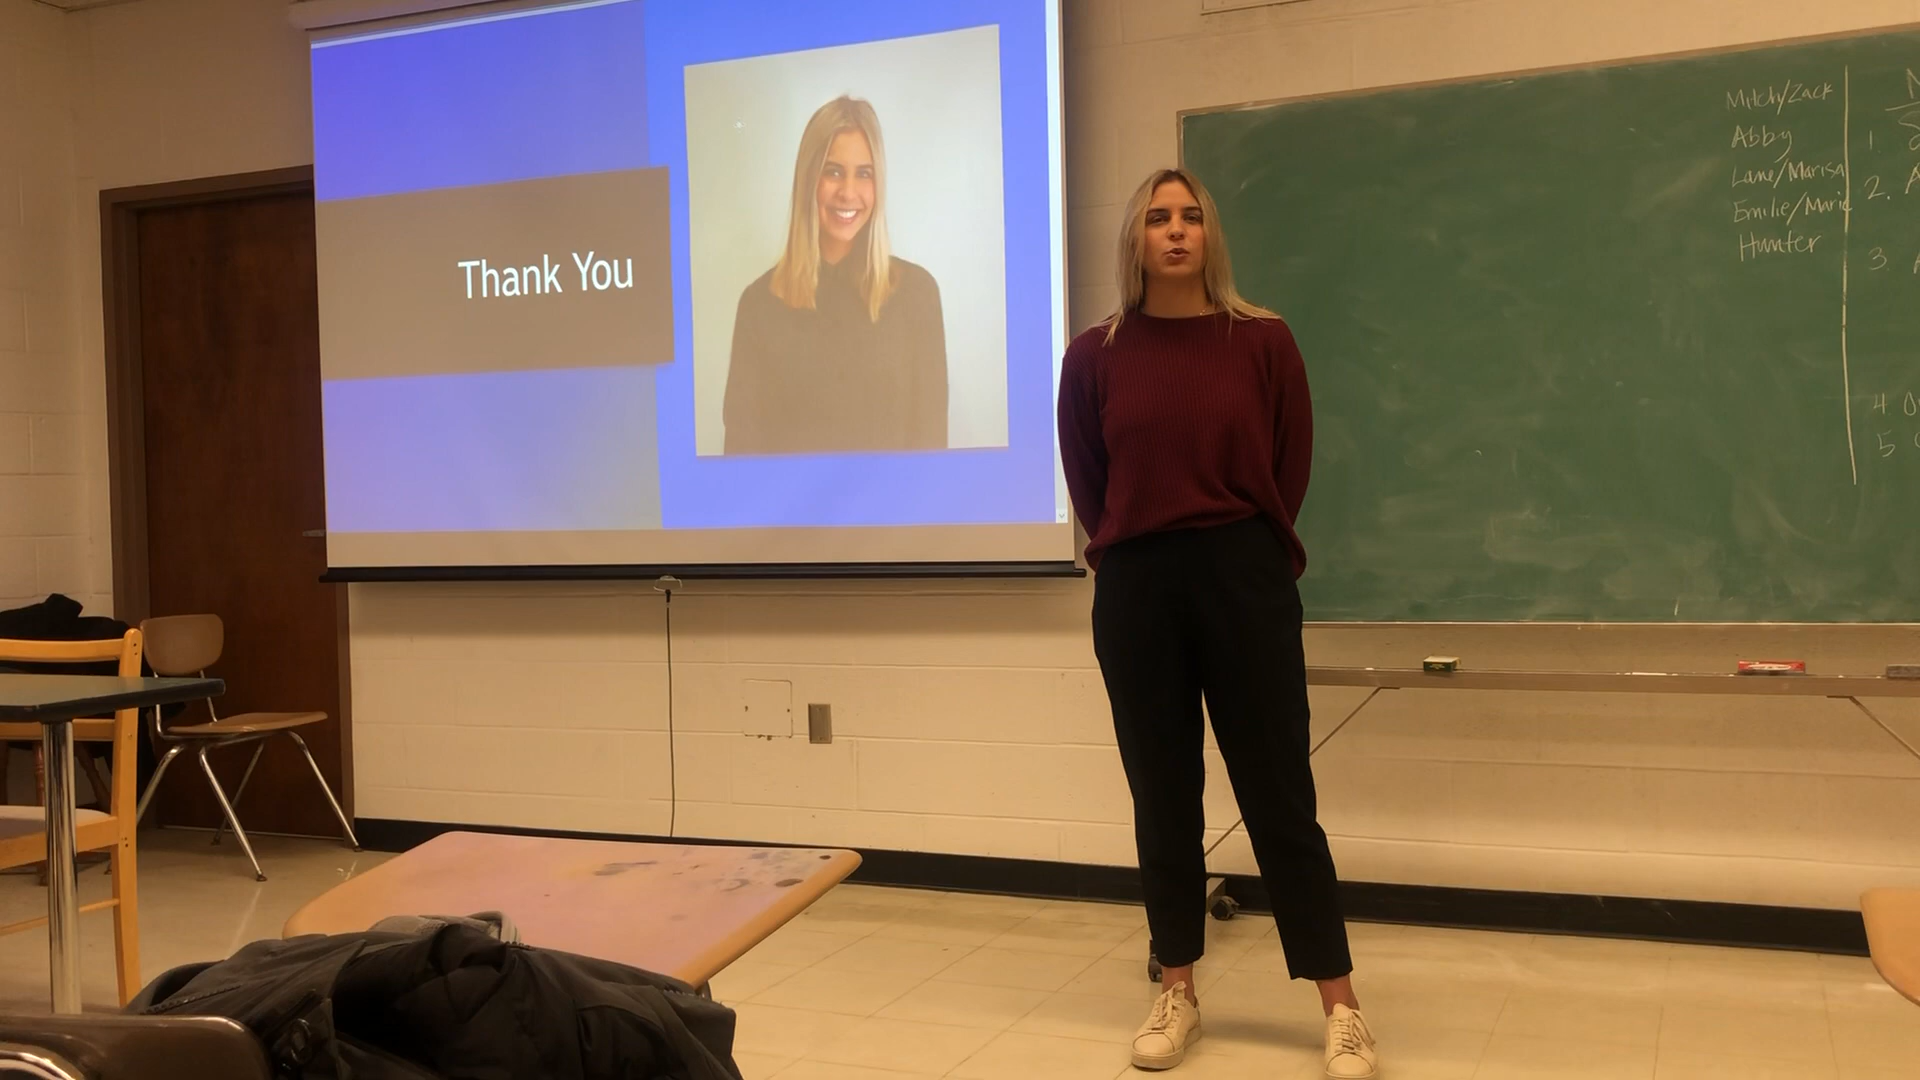 Thank You
Mitch/Zack
Abby
Lane/Marisa
Emilie/Marie
Hunter
1.
2. A
3. A
4
5